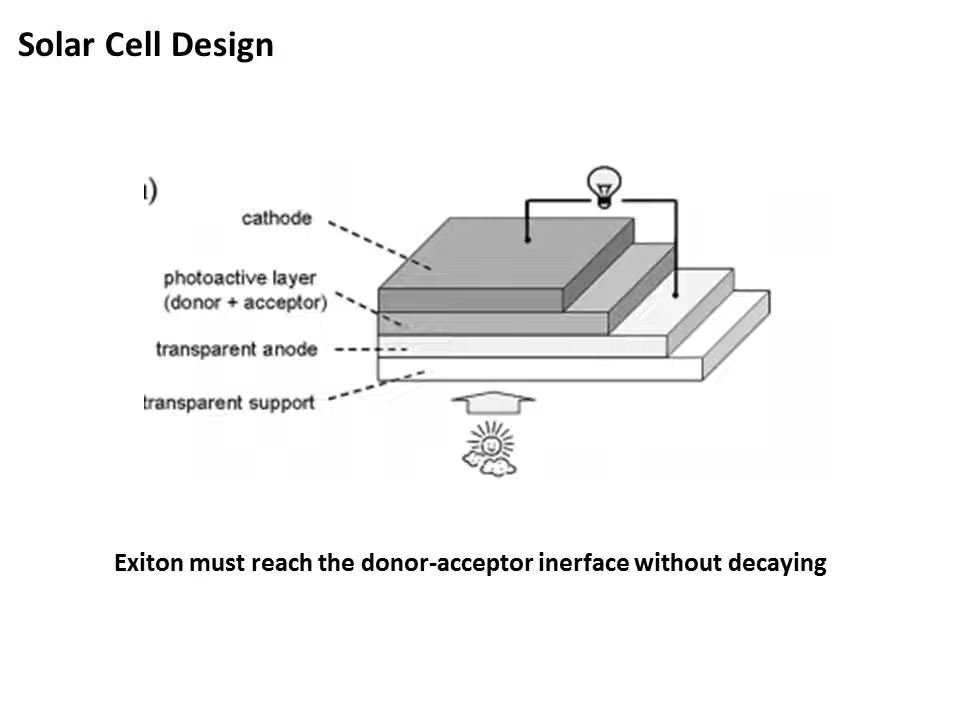 Solar Cell Design
)
cathode
photoactive layer
(donor + acceptor)
transparent anode
transparent support
Exiton must reach the donor-acceptor inerface without decaying